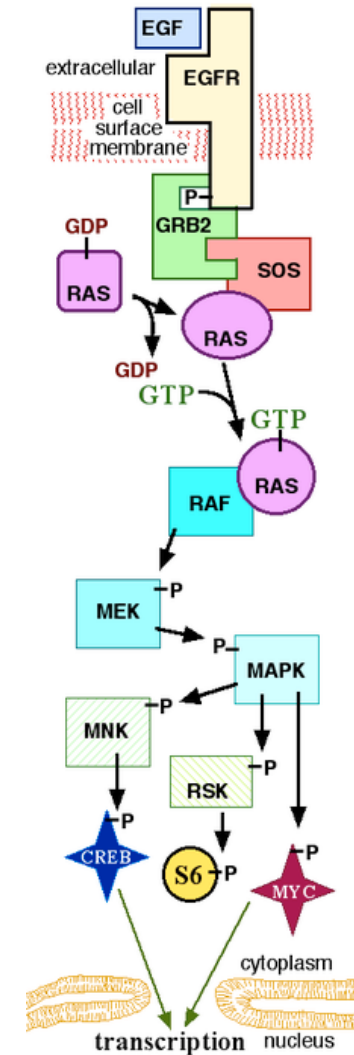 EGF
extracellular
EGFR
cell
surface
membrane
P
GRB2
GDP
SOS
RAS
RAS
GDP
GTP
GTP
RAS
RAF
P
MEK
P
MAPK
P
MNK
P
RSK
P
CREB
S6
P
P
MYC
cytoplasm
transcription
nucleus